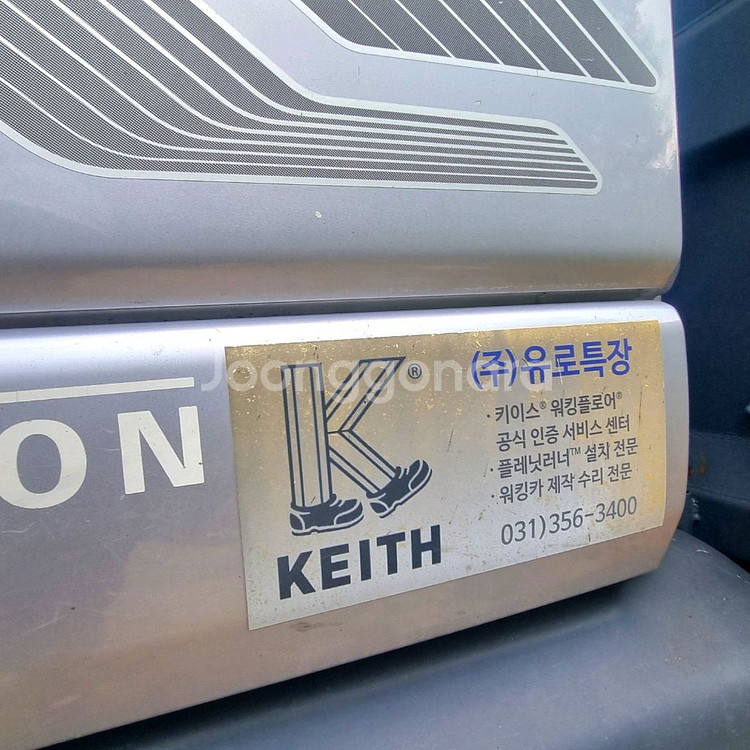 Joonggonara
ON
K®
KEITH
(주)유로특장
· 키이스® 워킹플로어®
공식 인증 서비스 센터
· 플레닛러너™ 설치 전문
· 워킹카 제작 수리 전문
031)356-3400